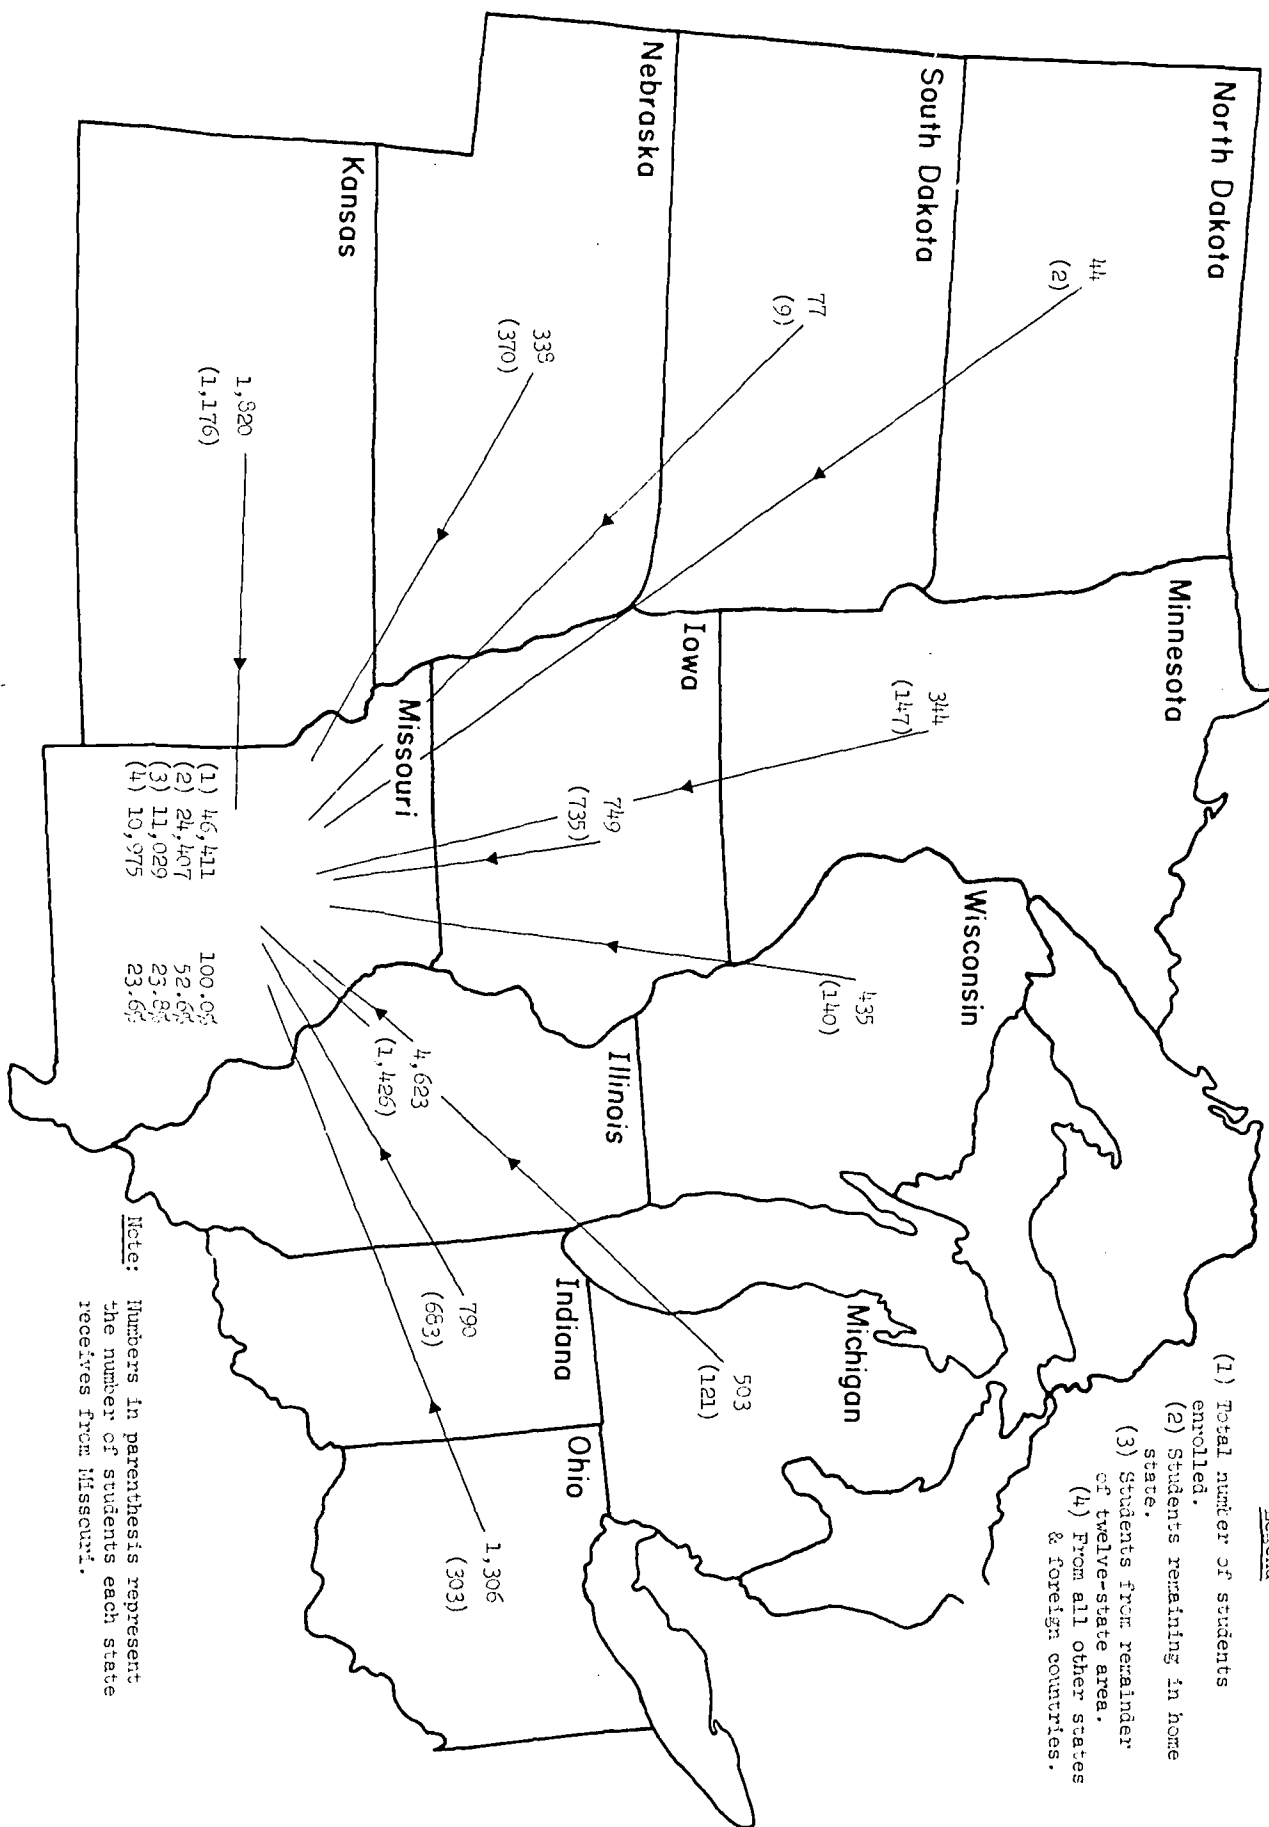 (1) Total number of students
enrolled.
(2) Students remaining in home
state.
(3) Students from remainder
of twelve-state area.
(4) From all other states
& foreign countries.
North Dakota
44
(2)
Minnesota
344
(147)
South Dakota
77
(9)
Wisconsin
435
(140)
Michigan
503
(121)
Nebraska
338
(370)
Iowa
749
(735)
Illinois
4,623
(1,426)
Indiana
790
(683)
Ohio
1,306
(303)
Kansas
1,820
(1,176)
Missouri
(1) 46,411 100.0%
(2) 24,407 52.6%
(3) 11,029 23.8%
(4) 10,975 23.6%
Note: Numbers in parenthesis represent
the number of students each state
receives from Missouri.